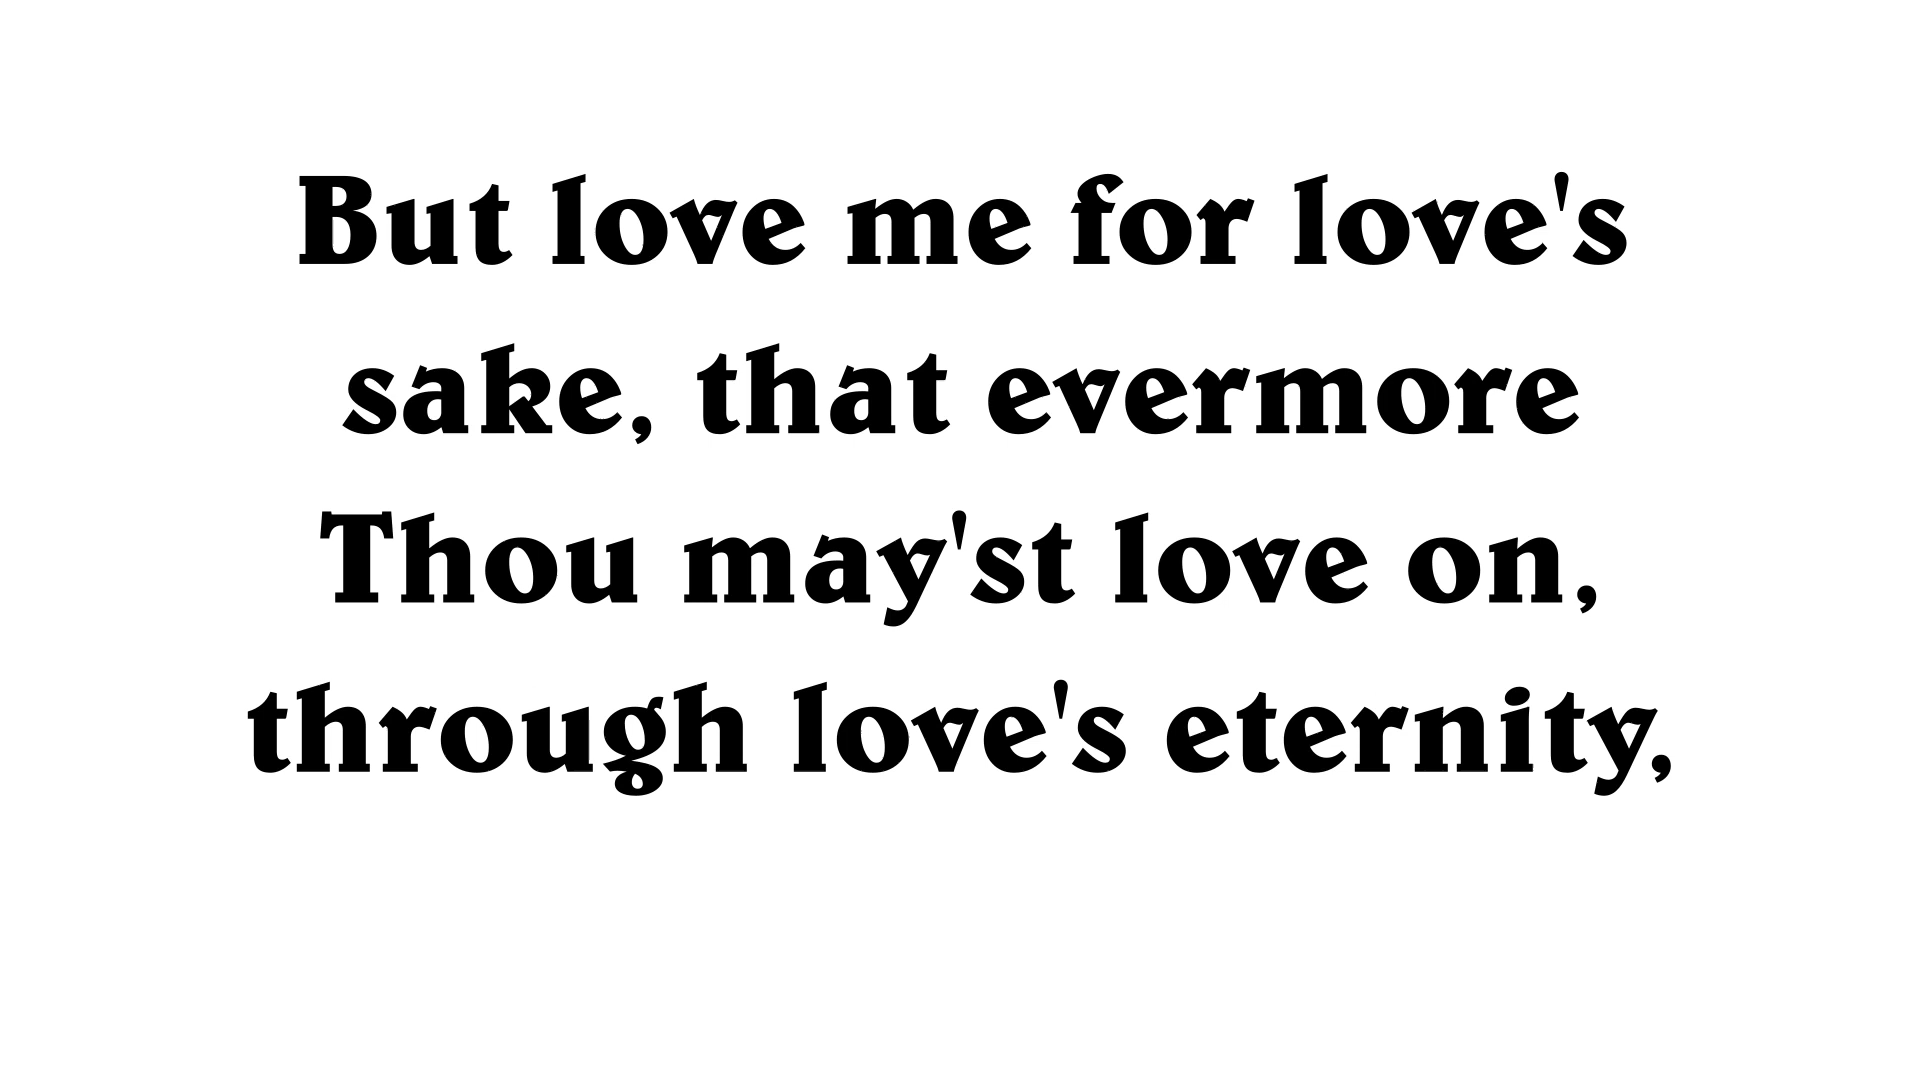 But love me for love's
sake, that evermore
Thou may'st love on,
through love's eternity,